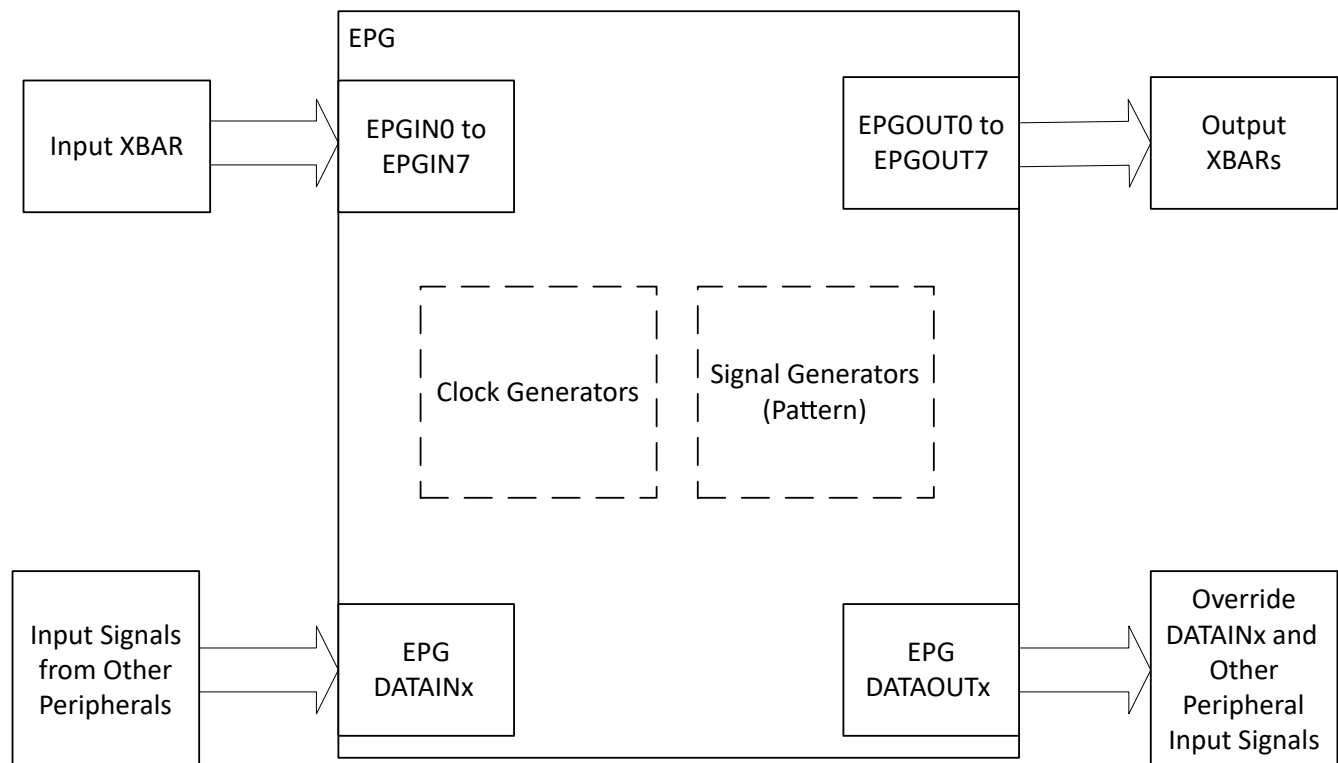 EPG
Input XBAR
EPGIN0 to
EPGIN7
EPGOUT0 to
EPGOUT7
Output
XBARs
Clock Generators
Signal Generators
(Pattern)
Input Signals
from Other
Peripherals
EPG
DATAINx
EPG
DATAOUTx
Override
DATAINx and
Other
Peripheral
Input Signals